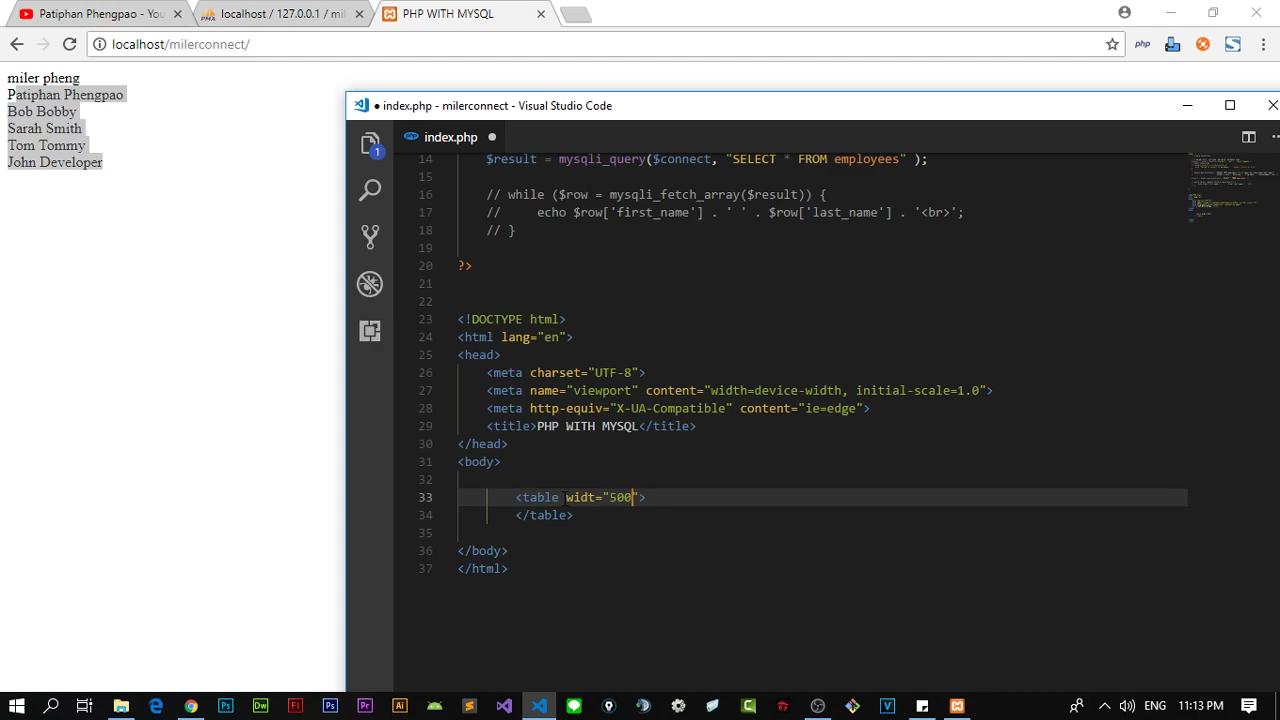 Patiphan Phengpao - You
localhost / 127.0.0.1 / mil
PHP WITH MYSQL
localhost/milerconnect/
php
miler pheng
Patiphan Phengpao
Bob Bobby
Sarah Smith
Tom Tommy
John Developer
● index.php - milerconnect - Visual Studio Code
php index.php ●
1
14 $result = mysqli_query($connect, "SELECT * FROM employees" );
15
16 // while ($row = mysqli_fetch_array($result)) {
17 //    echo $row['first_name'] . ' ' . $row['last_name'] . '<br>';
18 // }
19
20 ?>
21
22
23 <!DOCTYPE html>
24 <html lang="en">
25 <head>
26 <meta charset="UTF-8">
27 <meta name="viewport" content="width=device-width, initial-scale=1.0">
28 <meta http-equiv="X-UA-Compatible" content="ie=edge">
29 <title>PHP WITH MYSQL</title>
30 </head>
31 <body>
32
33 <table widt="500">
34 </table>
35
36 </body>
37 </html>
ENG 11:13 PM